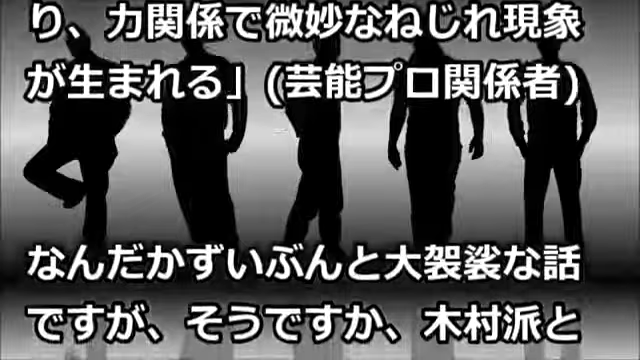 り、力関係で微妙なねじれ現象
が生まれる」(芸能プロ関係者)
なんだかずいぶんと大袈裟な話
ですが、そうですか、木村派と